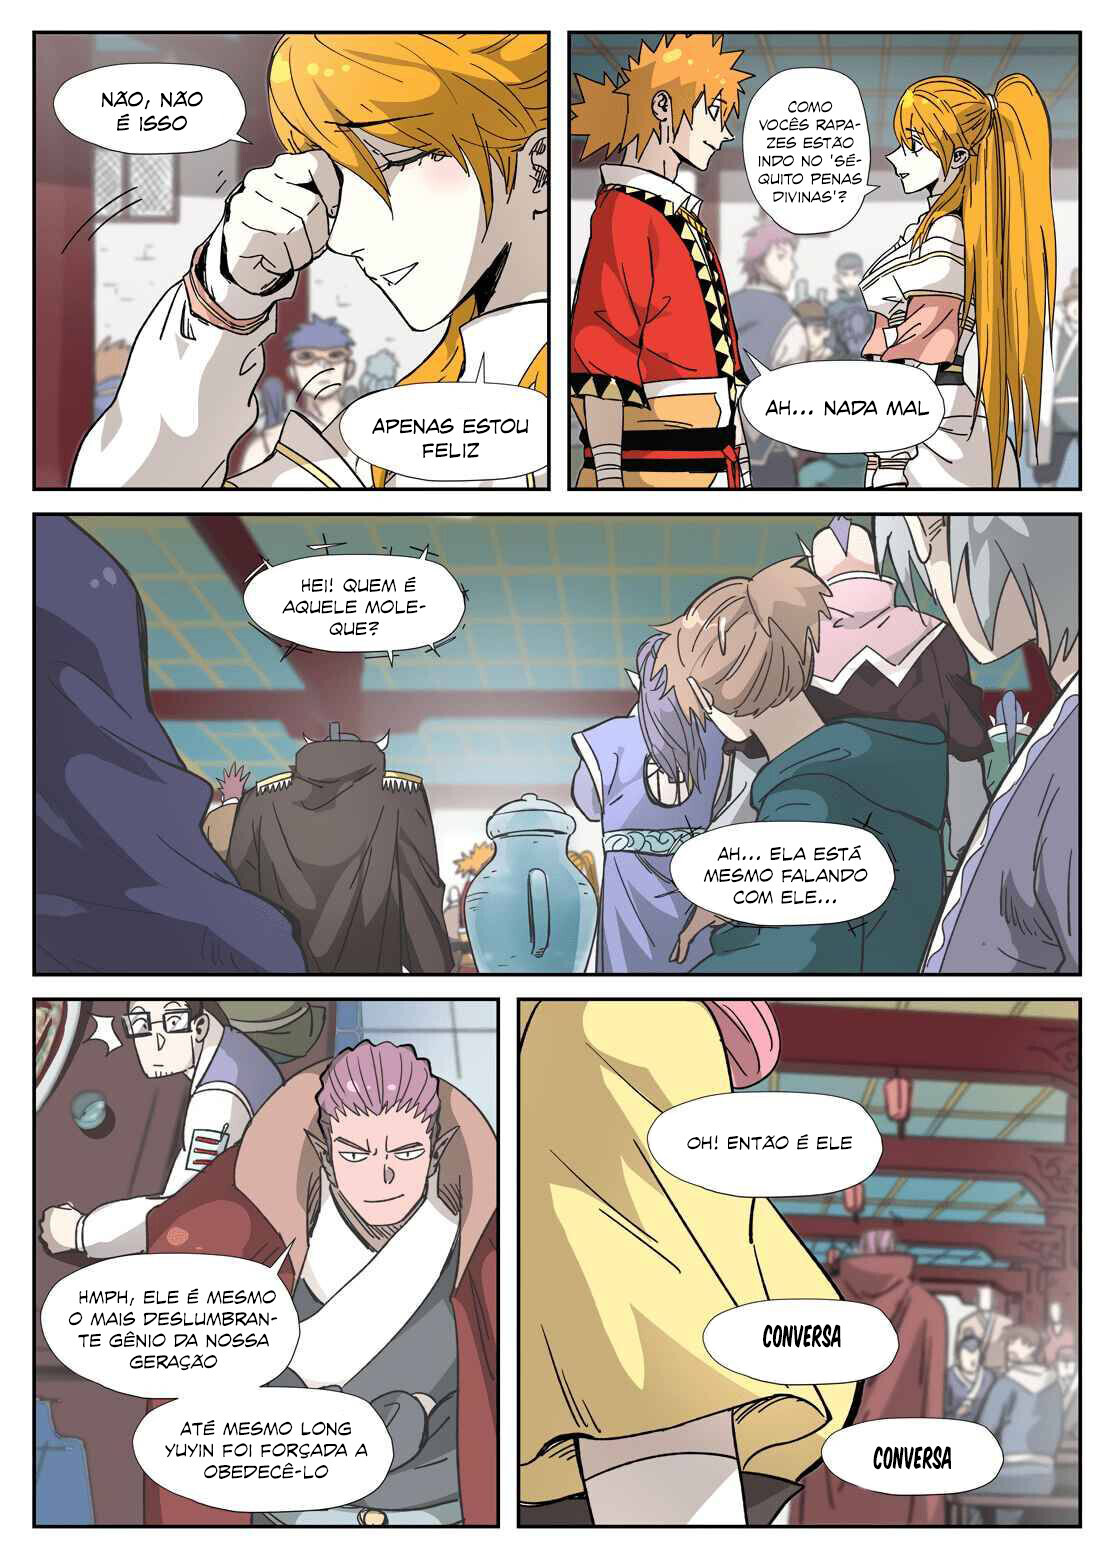 NÃO, NÃO
É ISSO
APENAS ESTOU
FELIZ
COMO
VOCÊS RAPA-
ZES ESTÃO
INDO NO 'SÉ-
QUITO PENAS
DIVINAS'?
AH... NADA MAL
HEI! QUEM É
AQUELE MOLE-
QUE?
AH... ELA ESTÁ
MESMO FALANDO
COM ELE...
HMPH, ELE É MESMO
O MAIS DESLUMBRAN-
TE GÊNIO DA NOSSA
GERAÇÃO
ATÉ MESMO LONG
YUYIN FOI FORÇADA A
OBEDECÊ-LO
OH! ENTÃO É ELE
CONVERSA
CONVERSA